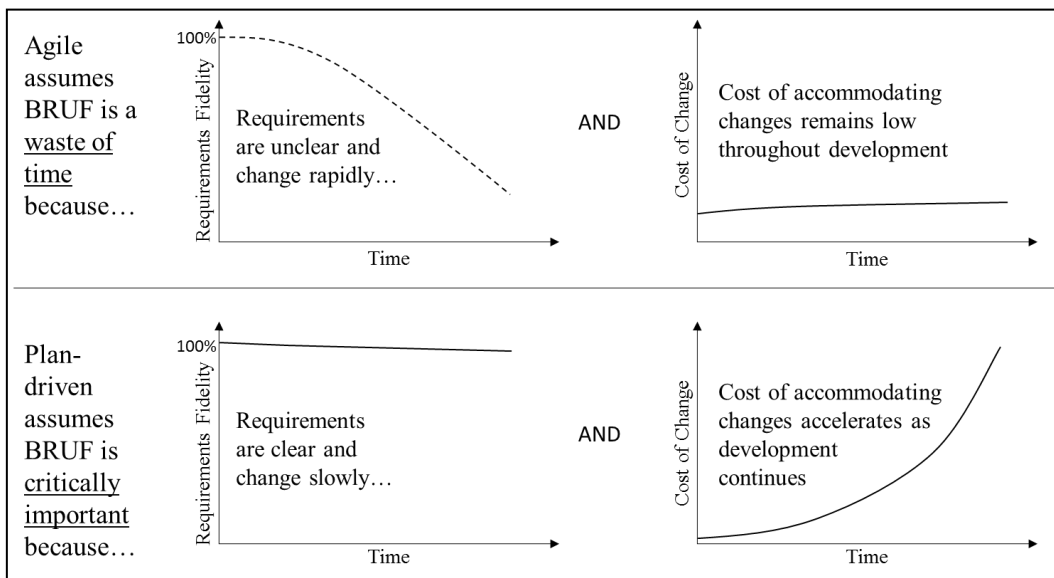 Agile
assumes
BRUF is a
waste of
time
because…
100%
Requirements Fidelity
Requirements
are unclear and
change rapidly…
Time
AND
Cost of Change
Cost of accommodating
changes remains low
throughout development
Time
Plan-
driven
assumes
BRUF is
critically
important
because…
100%
Requirements Fidelity
Requirements
are clear and
change slowly…
Time
AND
Cost of Change
Cost of accommodating
changes accelerates as
development
continues
Time